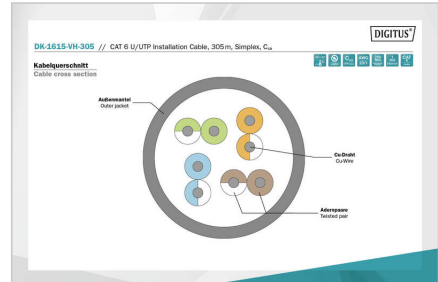 DIGITUS®
DK-1615-VH-305 // CAT 6 U/UTP Installation Cable, 305 m, Simplex, Cca
Kabelquerschnitt
Cable cross section
Außenmantel
Outer jacket
Cu-Draht
Cu-Wire
Adernpaare
Twisted pair